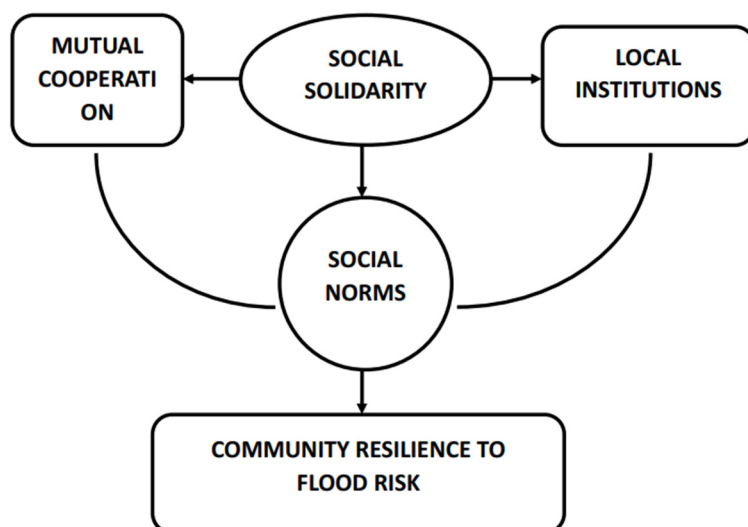 MUTUAL
COOPERATI
ON
SOCIAL
SOLIDARITY
LOCAL
INSTITUTIONS
SOCIAL
NORMS
COMMUNITY RESILIENCE TO
FLOOD RISK